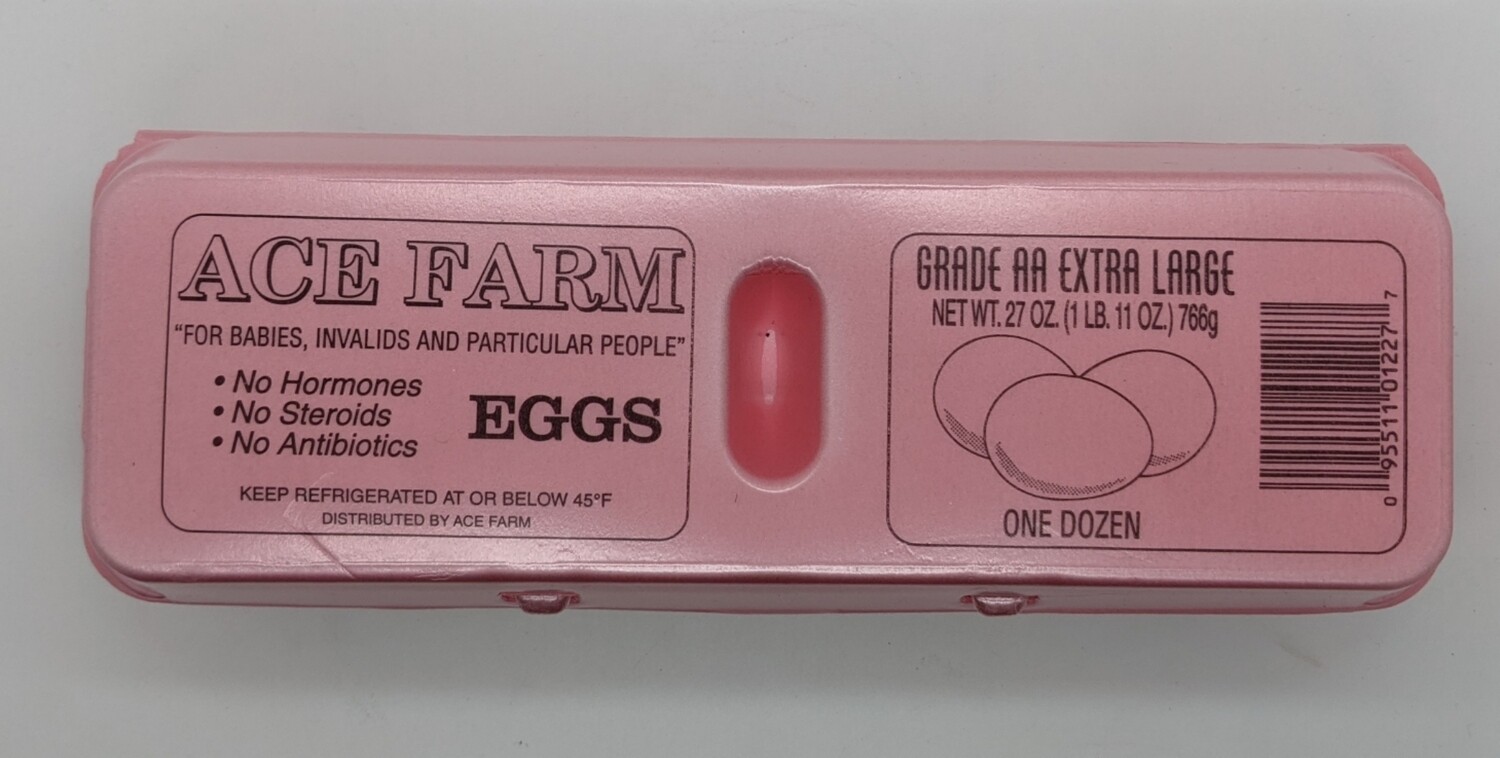 ACE FARM
“FOR BABIES, INVALIDS AND PARTICULAR PEOPLE”
• No Hormones
• No Steroids
• No Antibiotics
EGGS
KEEP REFRIGERATED AT OR BELOW 45°F
DISTRIBUTED BY ACE FARM
GRADE AA EXTRA LARGE
NET WT. 27 OZ. (1 LB. 11 OZ.) 766g
ONE DOZEN
0 95511 01227 7